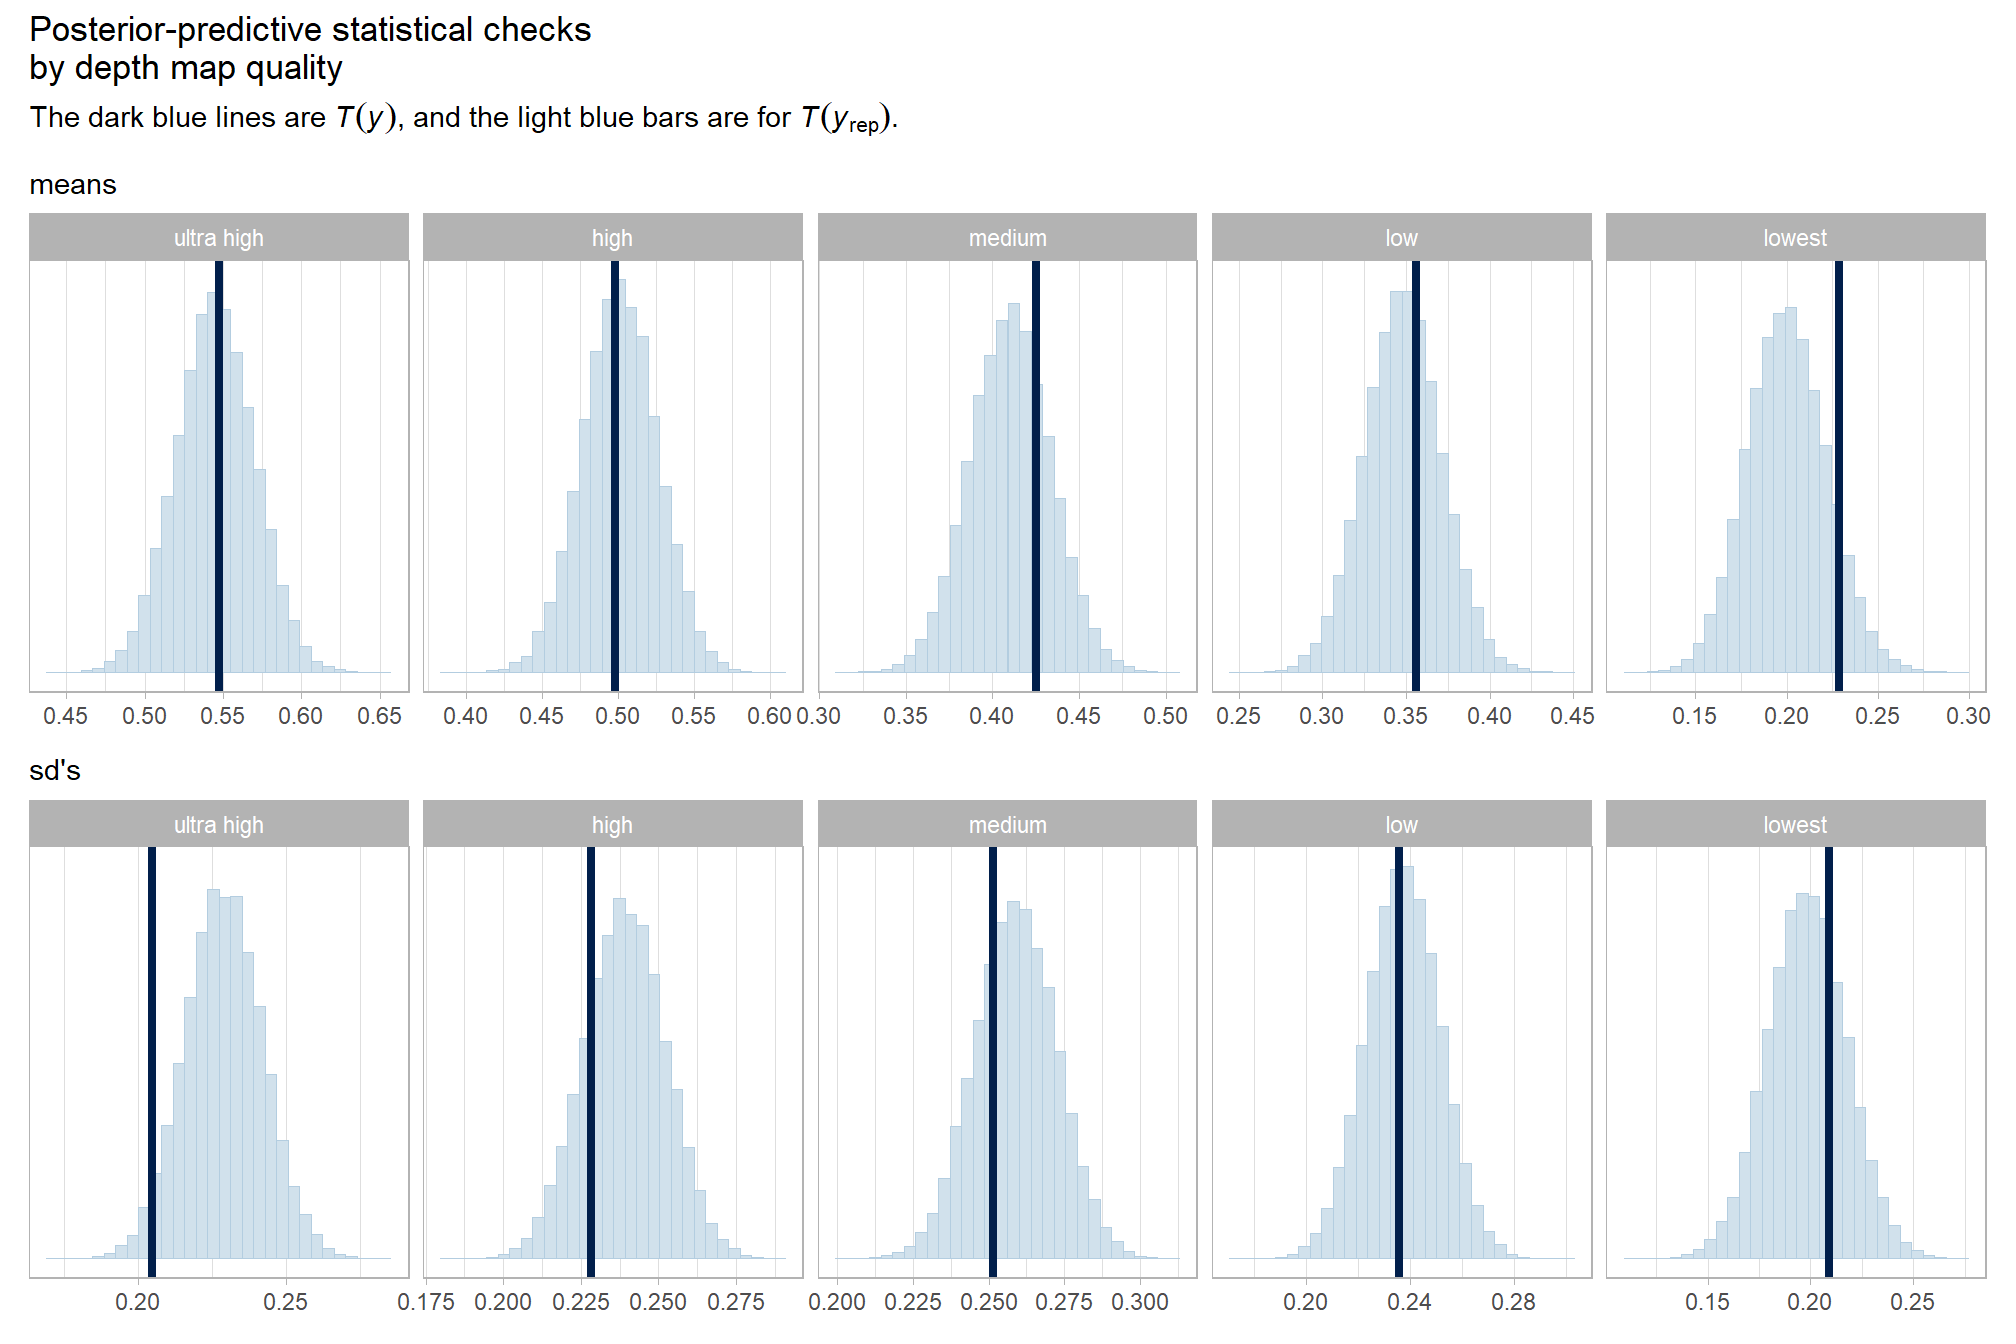 Posterior-predictive statistical checks
by depth map quality
The dark blue lines are T(y), and the light blue bars are for T(y_rep).
means
ultra high high medium low lowest
0.45 0.50 0.55 0.60 0.65 0.40 0.45 0.50 0.55 0.60 0.30 0.35 0.40 0.45 0.50 0.25 0.30 0.35 0.40 0.45 0.15 0.20 0.25 0.30
sd's
ultra high high medium low lowest
0.20 0.25 0.175 0.200 0.225 0.250 0.275 0.200 0.225 0.250 0.275 0.300 0.20 0.24 0.28 0.15 0.20 0.25